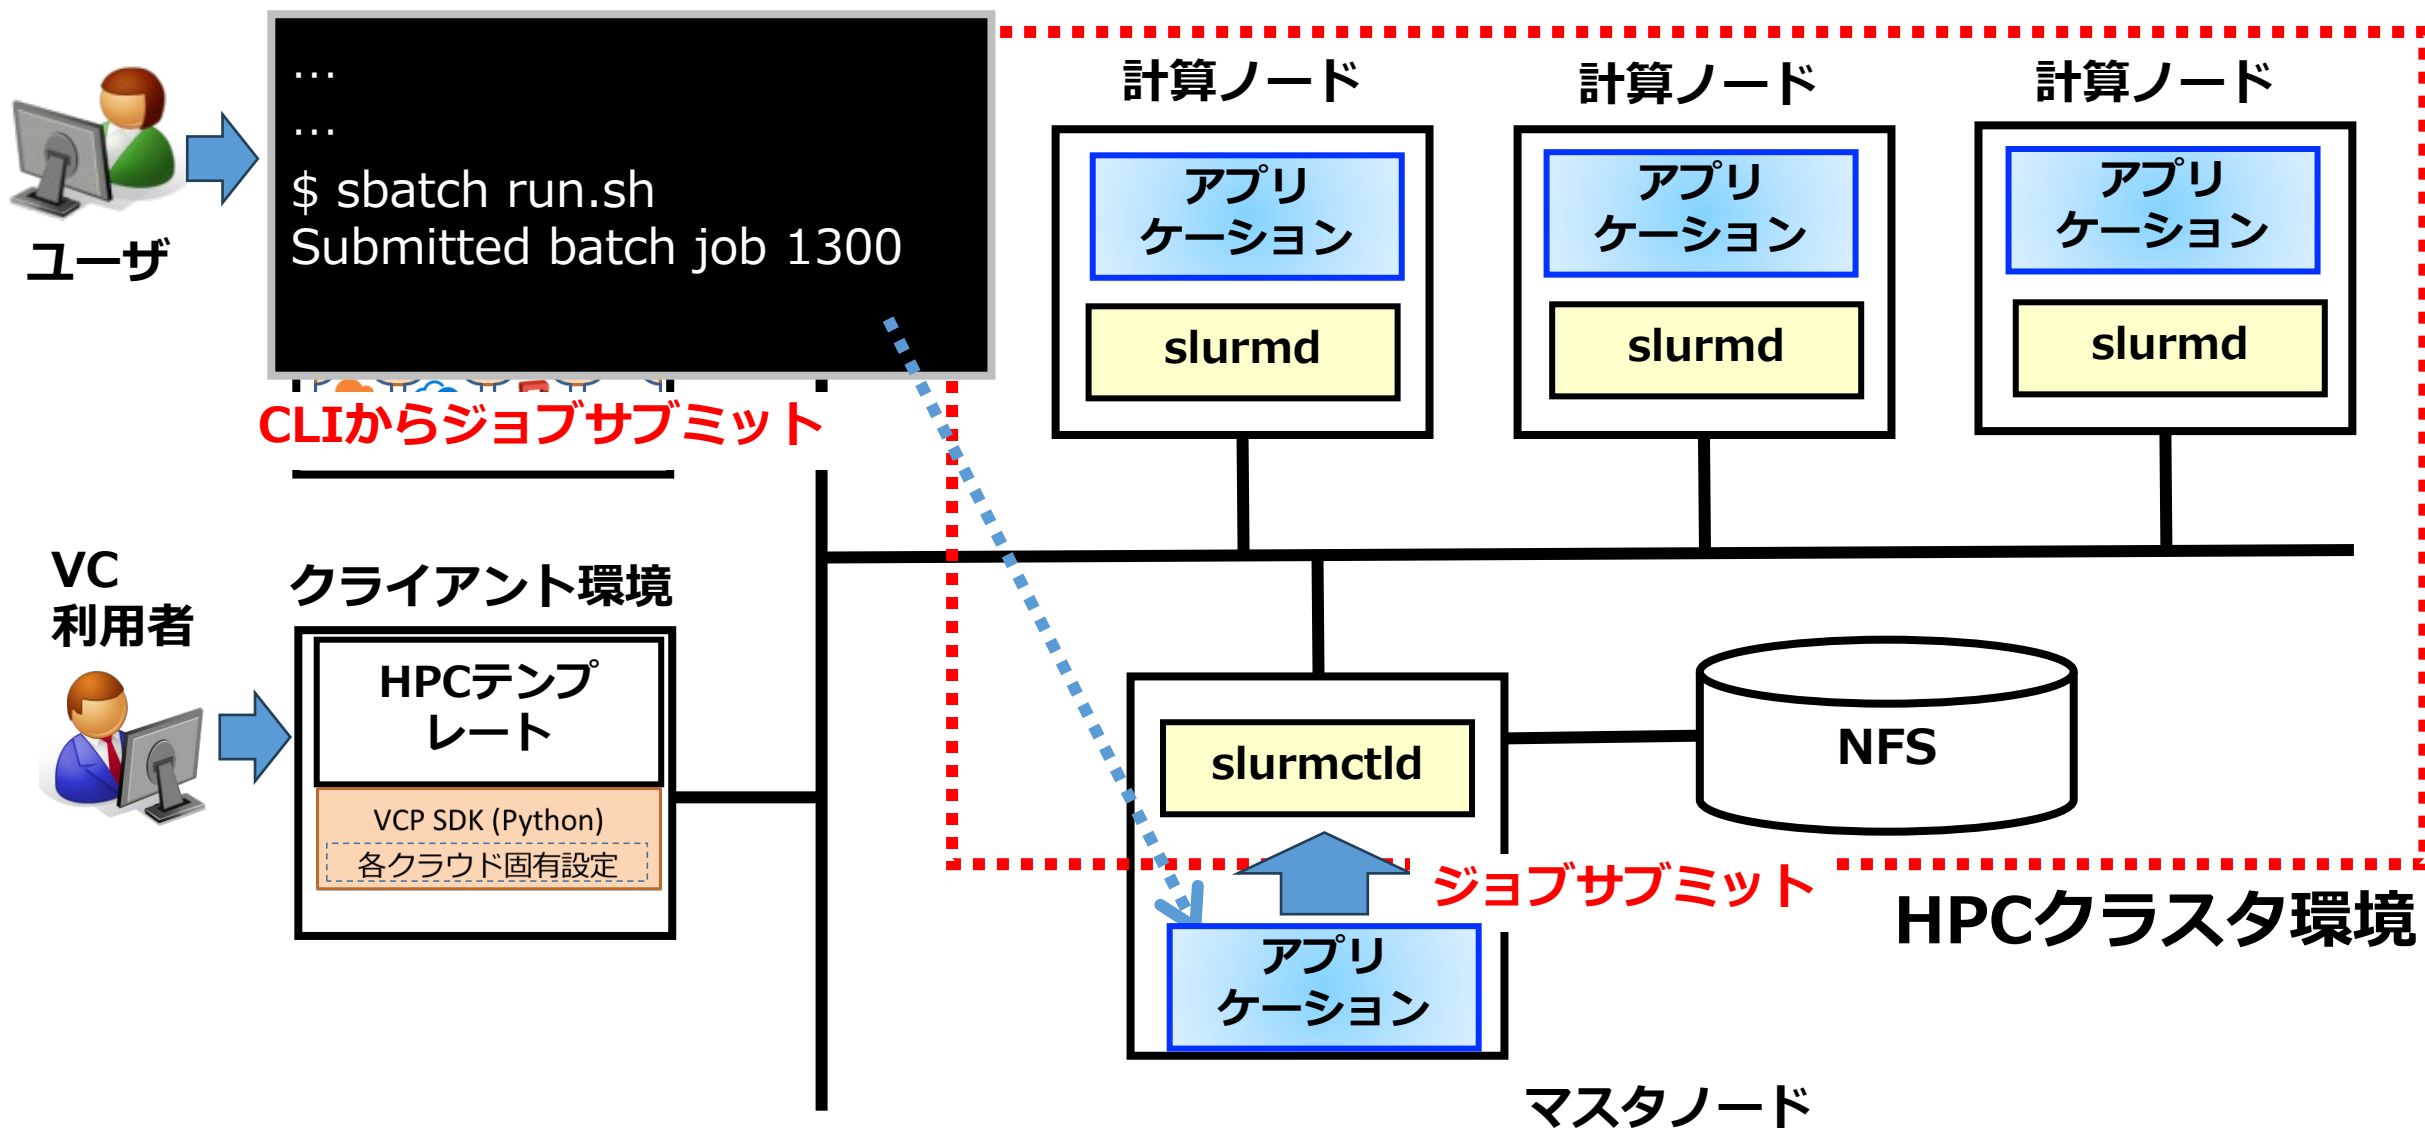 …
…
$ sbatch run.sh
Submitted batch job 1300
ユーザ
CLIからジョブサブミット
計算ノード
アプリ
ケーション
slurmd
計算ノード
アプリ
ケーション
slurmd
計算ノード
アプリ
ケーション
slurmd
VC
利用者
クライアント環境
HPCテンプ
レート
VCP SDK (Python)
各クラウド固有設定
slurmctld
NFS
ジョブサブミット
アプリ
ケーション
HPCクラスタ環境
マスタノード